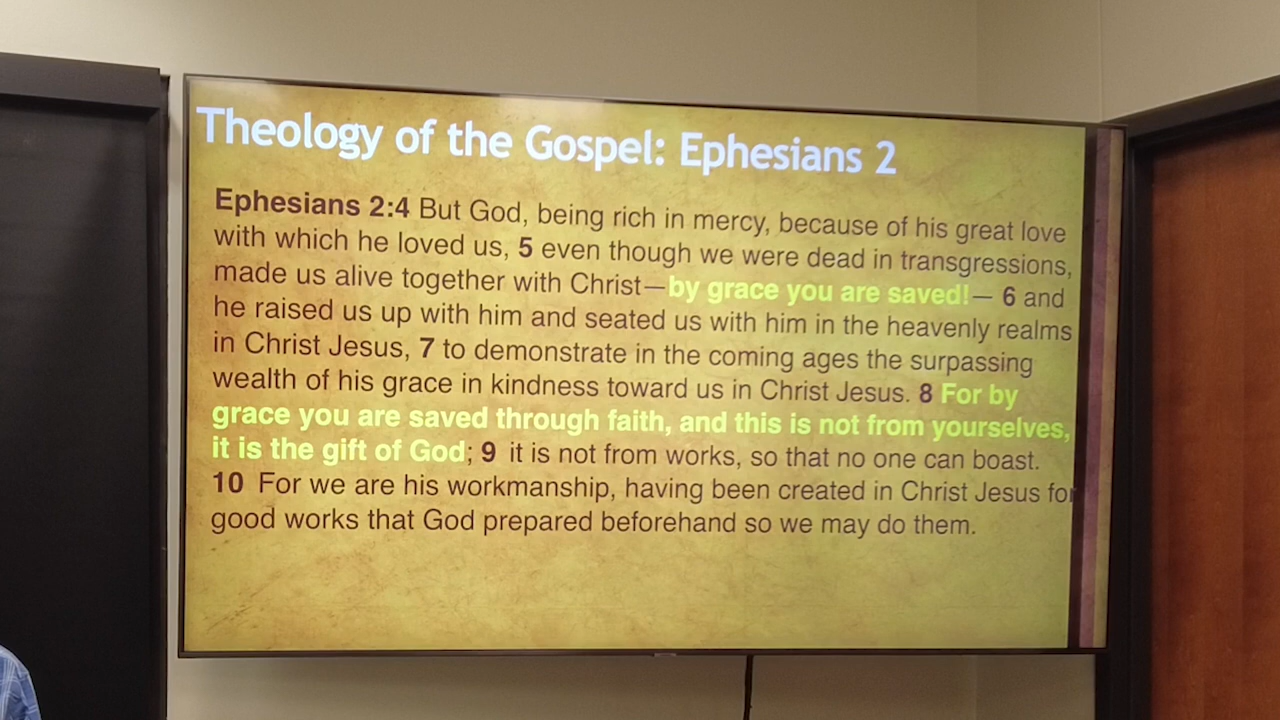 Theology of the Gospel: Ephesians 2
Ephesians 2:4 But God, being rich in mercy, because of his great love
with which he loved us, 5 even though we were dead in transgressions,
made us alive together with Christ—by grace you are saved!— 6 and
he raised us up with him and seated us with him in the heavenly realms
in Christ Jesus, 7 to demonstrate in the coming ages the surpassing
wealth of his grace in kindness toward us in Christ Jesus. 8 For by
grace you are saved through faith, and this is not from yourselves,
it is the gift of God; 9 it is not from works, so that no one can boast.
10 For we are his workmanship, having been created in Christ Jesus for
good works that God prepared beforehand so we may do them.